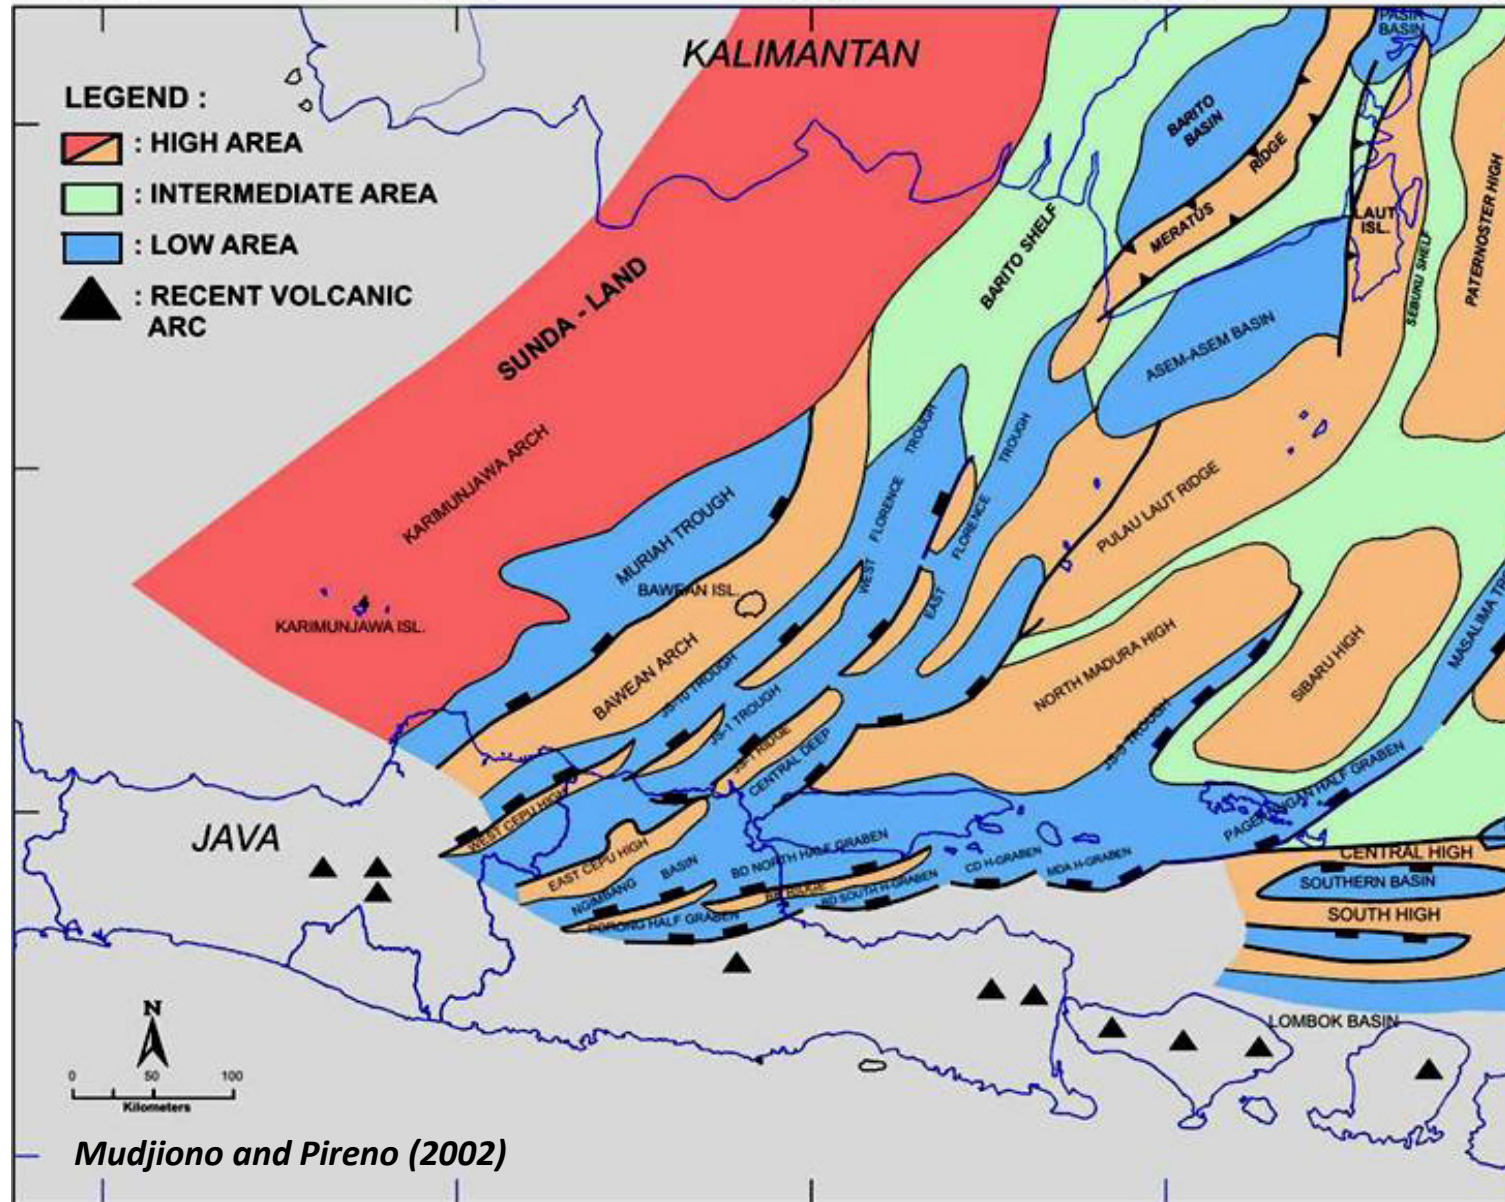 KALIMANTAN
PASIR
BASIN
LEGEND :
: HIGH AREA
: INTERMEDIATE AREA
: LOW AREA
: RECENT VOLCANIC
ARC
BARITO
BASIN
RIDGE
MERATUS
LAUT
ISL.
SEBUKU SHELF
PATERNOSTER HIGH
BARITO SHELF
SUNDA - LAND
ASEM-ASEM BASIN
KARIMUNJAWA ARCH
MURIAH TROUGH
WEST FLORENCE TROUGH
EAST FLORENCE TROUGH
PULAU LAUT RIDGE
BAWEAN ISL.
KARIMUNJAWA ISL.
BAWEAN ARCH
JS-10 TROUGH
JS-1 TROUGH
JS-1 RIDGE
CENTRAL DEEP
NORTH MADURA HIGH
JS-5 TROUGH
SIBARU HIGH
MASALIMA
PAGERUNGAN HALF GRABEN
JAVA
WEST CEPU HIGH
EAST CEPU HIGH
NGIMBANG BASIN
BD NORTH HALF GRABEN
RIDGE
PORONG HALF GRABEN
BD SOUTH H-GRABEN
CD H-GRABEN
MDA H-GRABEN
CENTRAL HIGH
SOUTHERN BASIN
SOUTH HIGH
LOMBOK BASIN
N
0 50 100
Kilometers
Mudjiono and Pireno (2002)